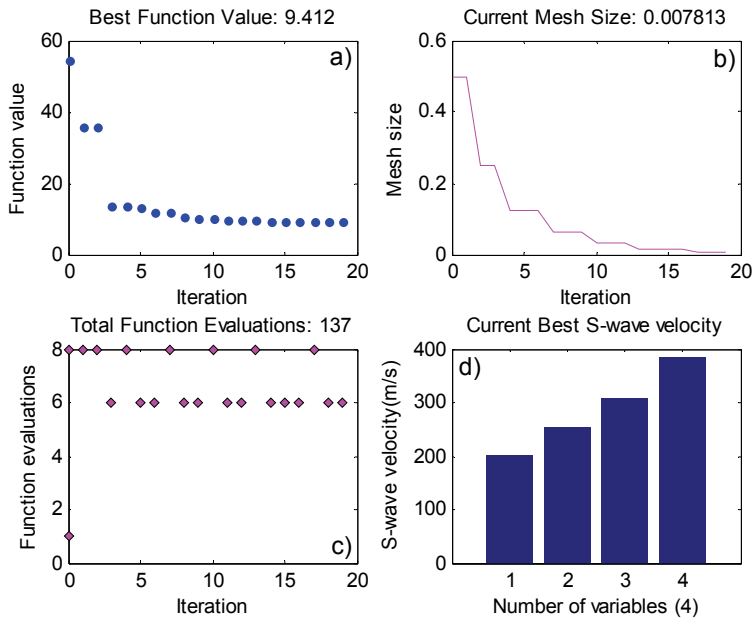 Best Function Value: 9.412
a)
Function value
60
40
20
0
0 5 10 15 20
Iteration
Current Mesh Size: 0.007813
b)
Mesh size
0.6
0.4
0.2
0
0 5 10 15 20
Iteration
Total Function Evaluations: 137
c)
Function evaluations
8
6
4
2
0
0 5 10 15 20
Iteration
Current Best S-wave velocity
d)
S-wave velocity(m/s)
400
300
200
100
0
1 2 3 4
Number of variables (4)